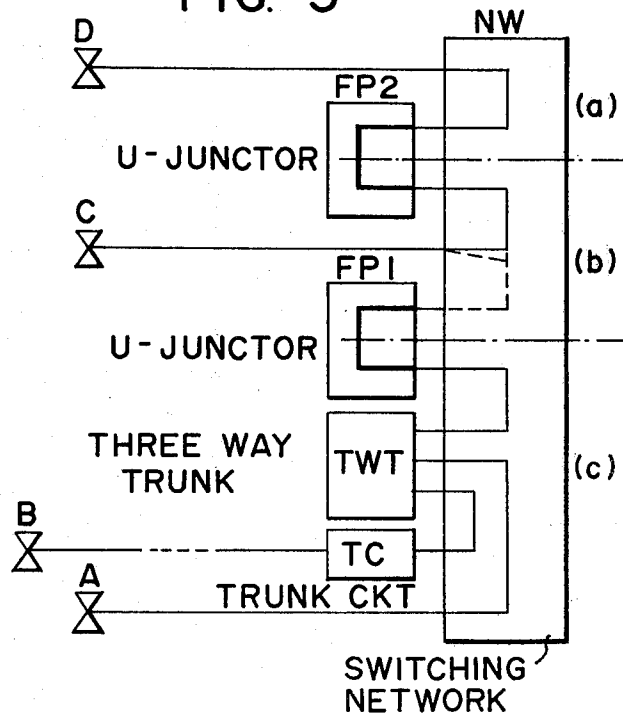 FIG. 5
NW
D
FP2
(a)
U-JUNCTOR
C
(b)
FP1
U-JUNCTOR
THREE WAY
TRUNK
TWT
(c)
B
TC
A
TRUNK CKT
SWITCHING
NETWORK